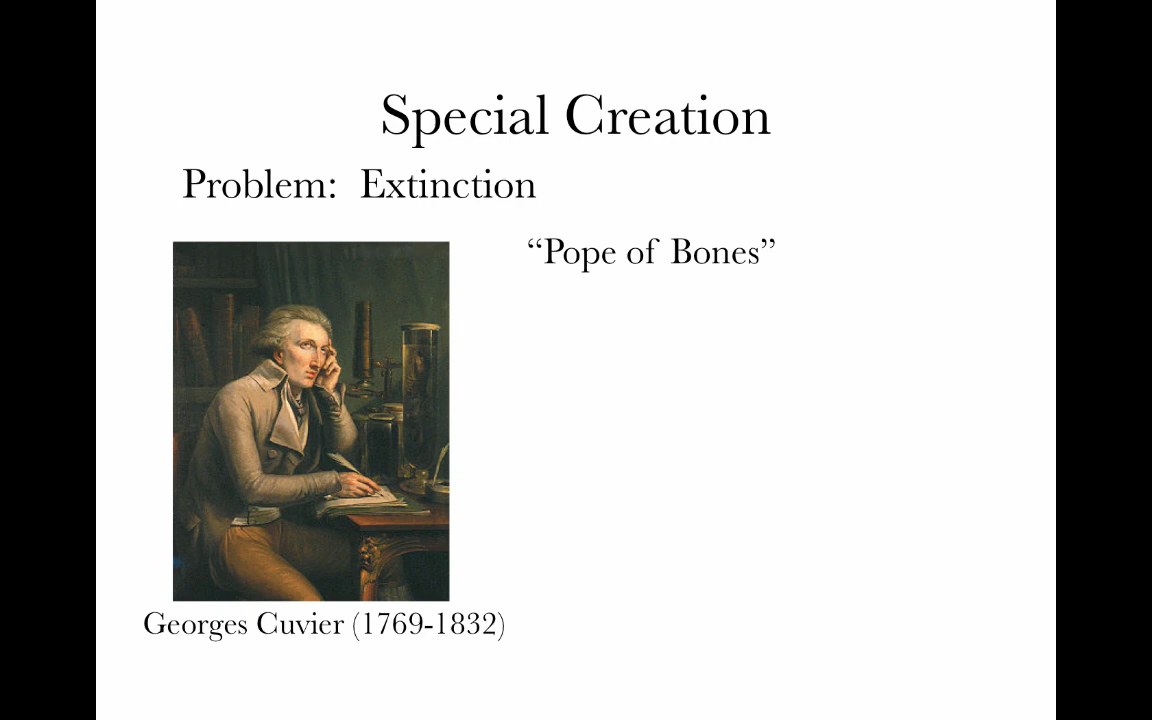 Special Creation
Problem:  Extinction
“Pope of Bones”
Georges Cuvier (1769-1832)